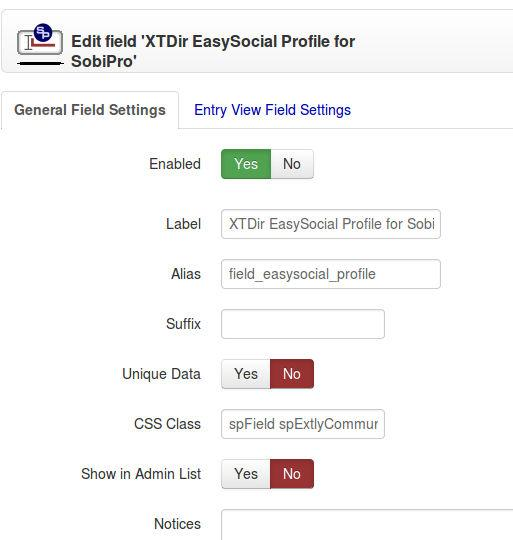 SP
Edit field 'XTDir EasySocial Profile for
SobiPro'
General Field Settings
Entry View Field Settings
Enabled
Yes
No
Label
XTDir EasySocial Profile for Sobi
Alias
field_easysocial_profile
Suffix
Unique Data
Yes
No
CSS Class
spField spExtlyCommur
Show in Admin List
Yes
No
Notices